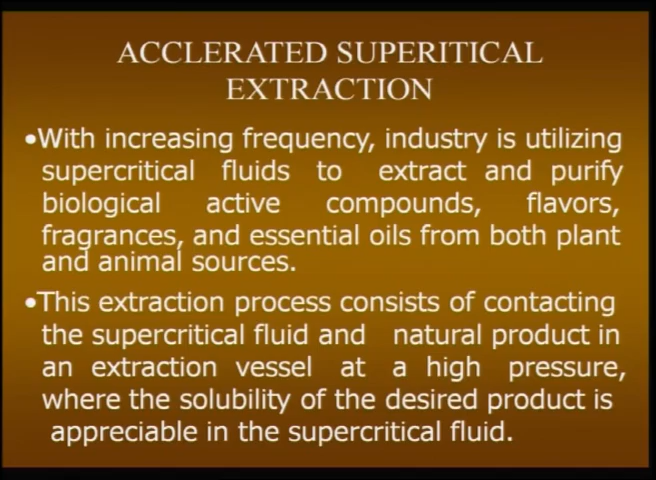 ACCLERATED SUPERITICAL
EXTRACTION
•With increasing frequency, industry is utilizing
supercritical fluids to extract and purify
biological active compounds, flavors,
fragrances, and essential oils from both plant
and animal sources.
•This extraction process consists of contacting
the supercritical fluid and natural product in
an extraction vessel at a high pressure,
where the solubility of the desired product is
appreciable in the supercritical fluid.